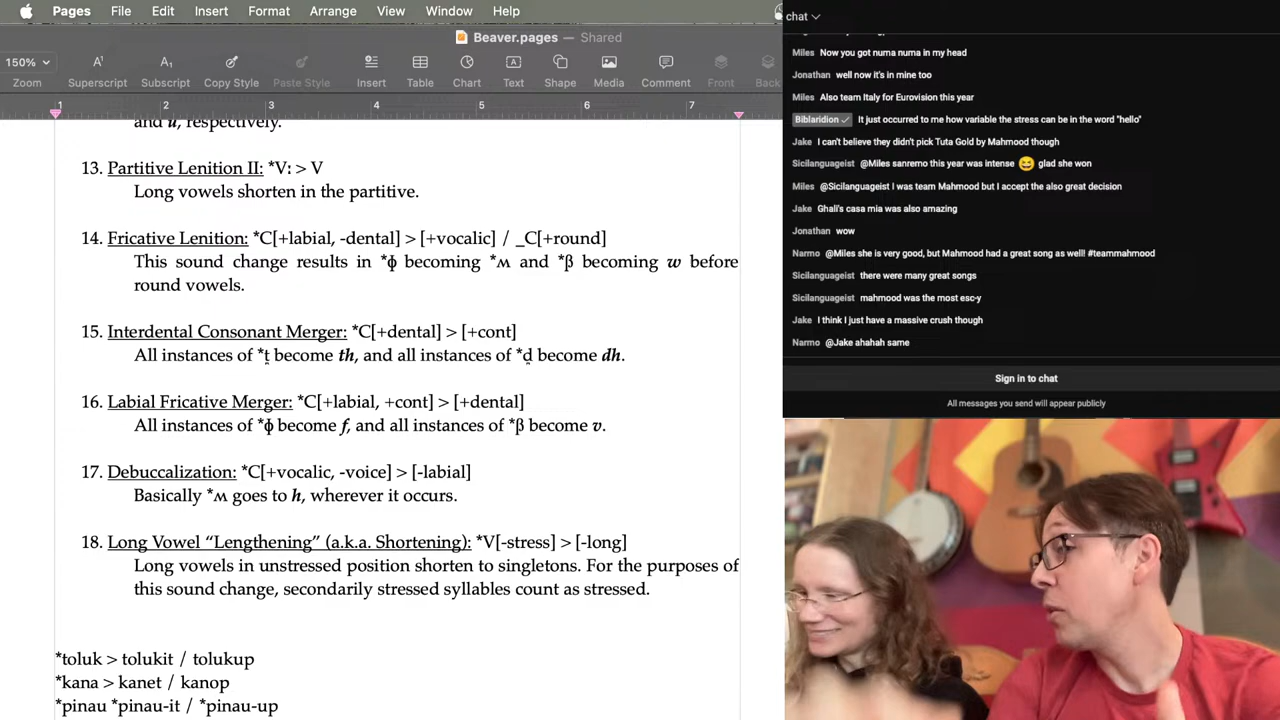 Pages File Edit Insert Format Arrange View Window Help
Beaver.pages — Shared
150%
Zoom Superscript Subscript Copy Style Paste Style Insert Table Chart Text Shape Media Comment Front Back
1 2 3 4 5 6 7
and u, respectively.
13. Partitive Lenition II: *Vː > V
Long vowels shorten in the partitive.
14. Fricative Lenition: *C[+labial, -dental] > [+vocalic] / _C[+round]
This sound change results in *ɸ becoming *ʍ and *β becoming w before
round vowels.
15. Interdental Consonant Merger: *C[+dental] > [+cont]
All instances of *t̪ become th, and all instances of *d̪ become dh.
16. Labial Fricative Merger: *C[+labial, +cont] > [+dental]
All instances of *ɸ become f, and all instances of *β become v.
17. Debuccalization: *C[+vocalic, -voice] > [-labial]
Basically *ʍ goes to h, wherever it occurs.
18. Long Vowel “Lengthening” (a.k.a. Shortening): *V[-stress] > [-long]
Long vowels in unstressed position shorten to singletons. For the purposes of
this sound change, secondarily stressed syllables count as stressed.
*toluk > tolukit / tolukup
*kana > kanet / kanop
*pinau *pinau-it / *pinau-up
chat
Miles Now you got numa numa in my head
Jonathan well now it's in mine too
Miles Also team Italy for Eurovision this year
Biblaridion It just occurred to me how variable the stress can be in the word "hello"
Jake I can't believe they didn't pick Tuta Gold by Mahmood though
Sicilanguageist @Miles sanremo this year was intense 😆 glad she won
Miles @Sicilanguageist I was team Mahmood but I accept the also great decision
Jake Ghali's casa mia was also amazing
Jonathan wow
Narmo @Miles she is very good, but Mahmood had a great song as well! #teammahmood
Sicilanguageist there were many great songs
Sicilanguageist mahmood was the most esc-y
Jake I think I just have a massive crush though
Narmo @Jake ahahah same
Sign in to chat
All messages you send will appear publicly